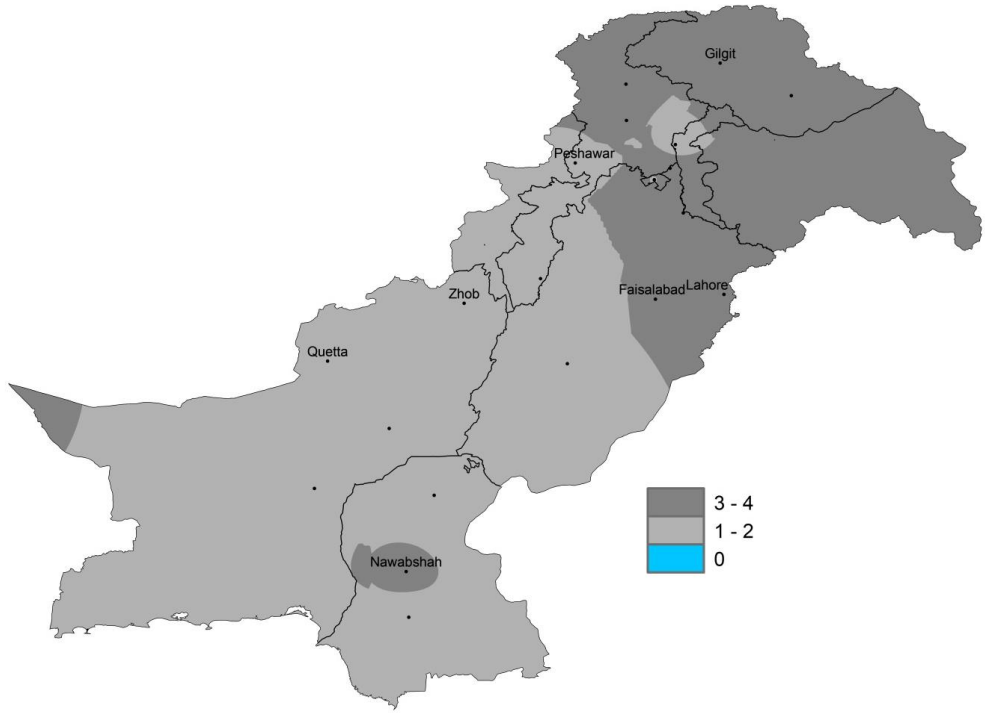 Gilgit
Peshawar
Zhob
Faisalabad
Lahore
Quetta
Nawabshah
3 - 4
1 - 2
0